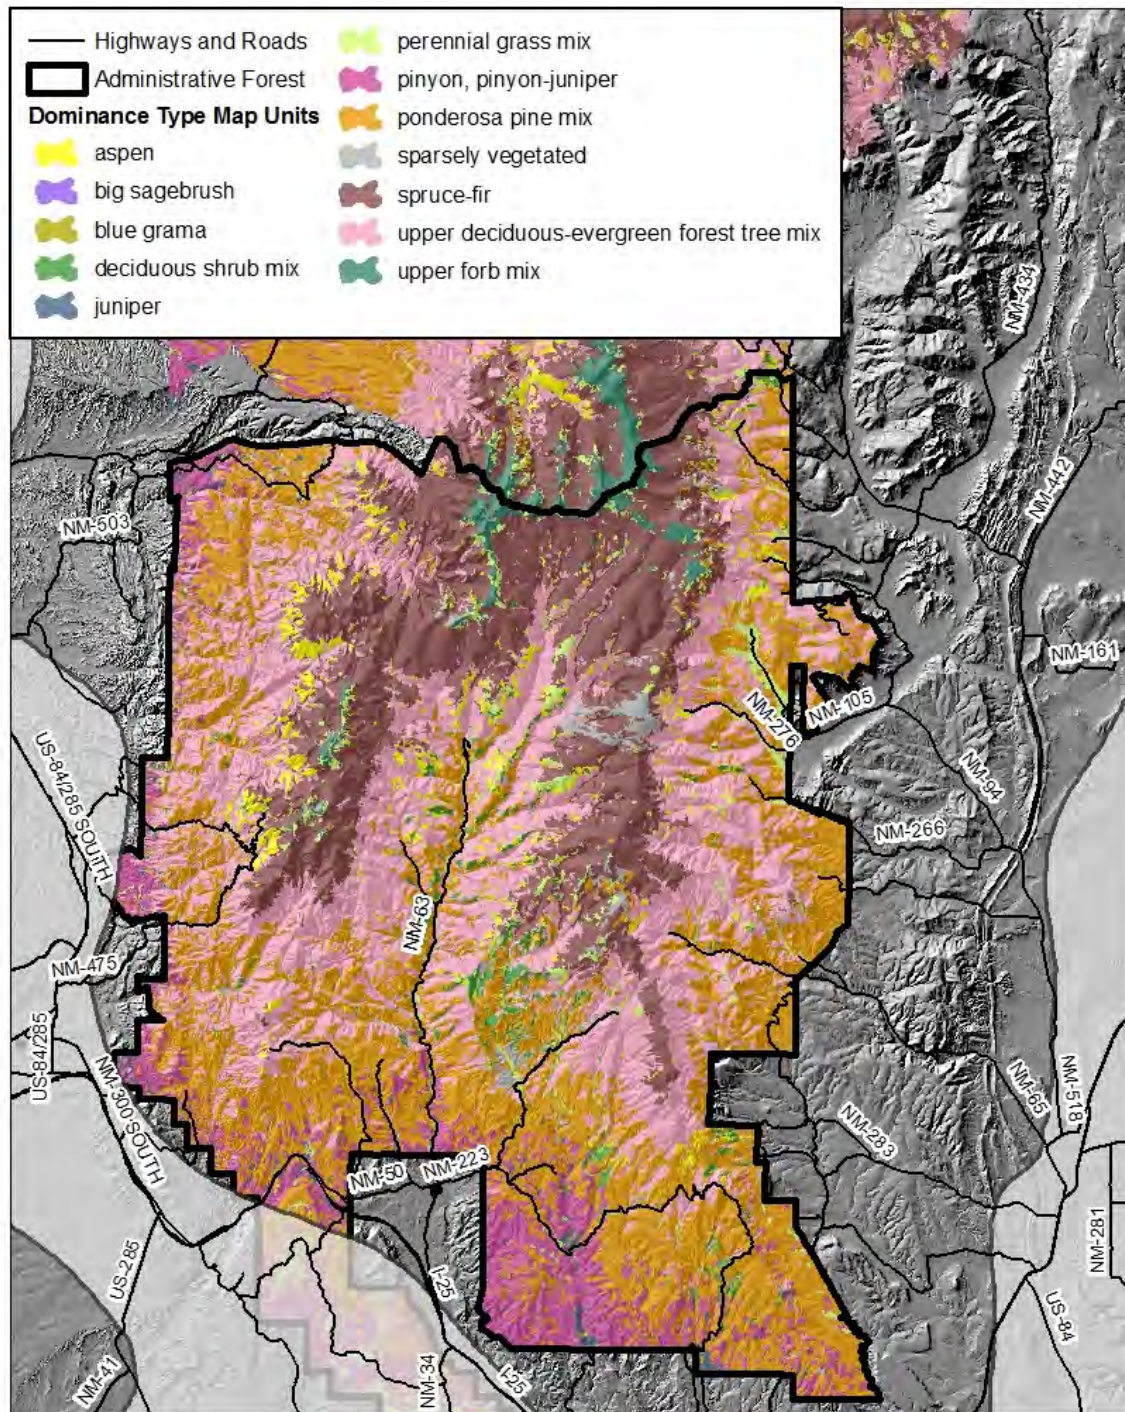 Highways and Roads
Administrative Forest
Dominance Type Map Units
aspen
big sagebrush
blue grama
deciduous shrub mix
juniper
perennial grass mix
pinyon, pinyon-juniper
ponderosa pine mix
sparsely vegetated
spruce-fir
upper deciduous-evergreen forest tree mix
upper forb mix
NM-434
NM-442
NM-503
NM-161
NM-105
NM-276
US-84/285 SOUTH
NM-94
NM-266
NM-63
NM-475
US-84/285
NM-300 SOUTH
NM-65
NM-518
NM-283
NM-50
NM-223
NM-281
US-285
I-25
US-84
NM-41
NM-34
I-25